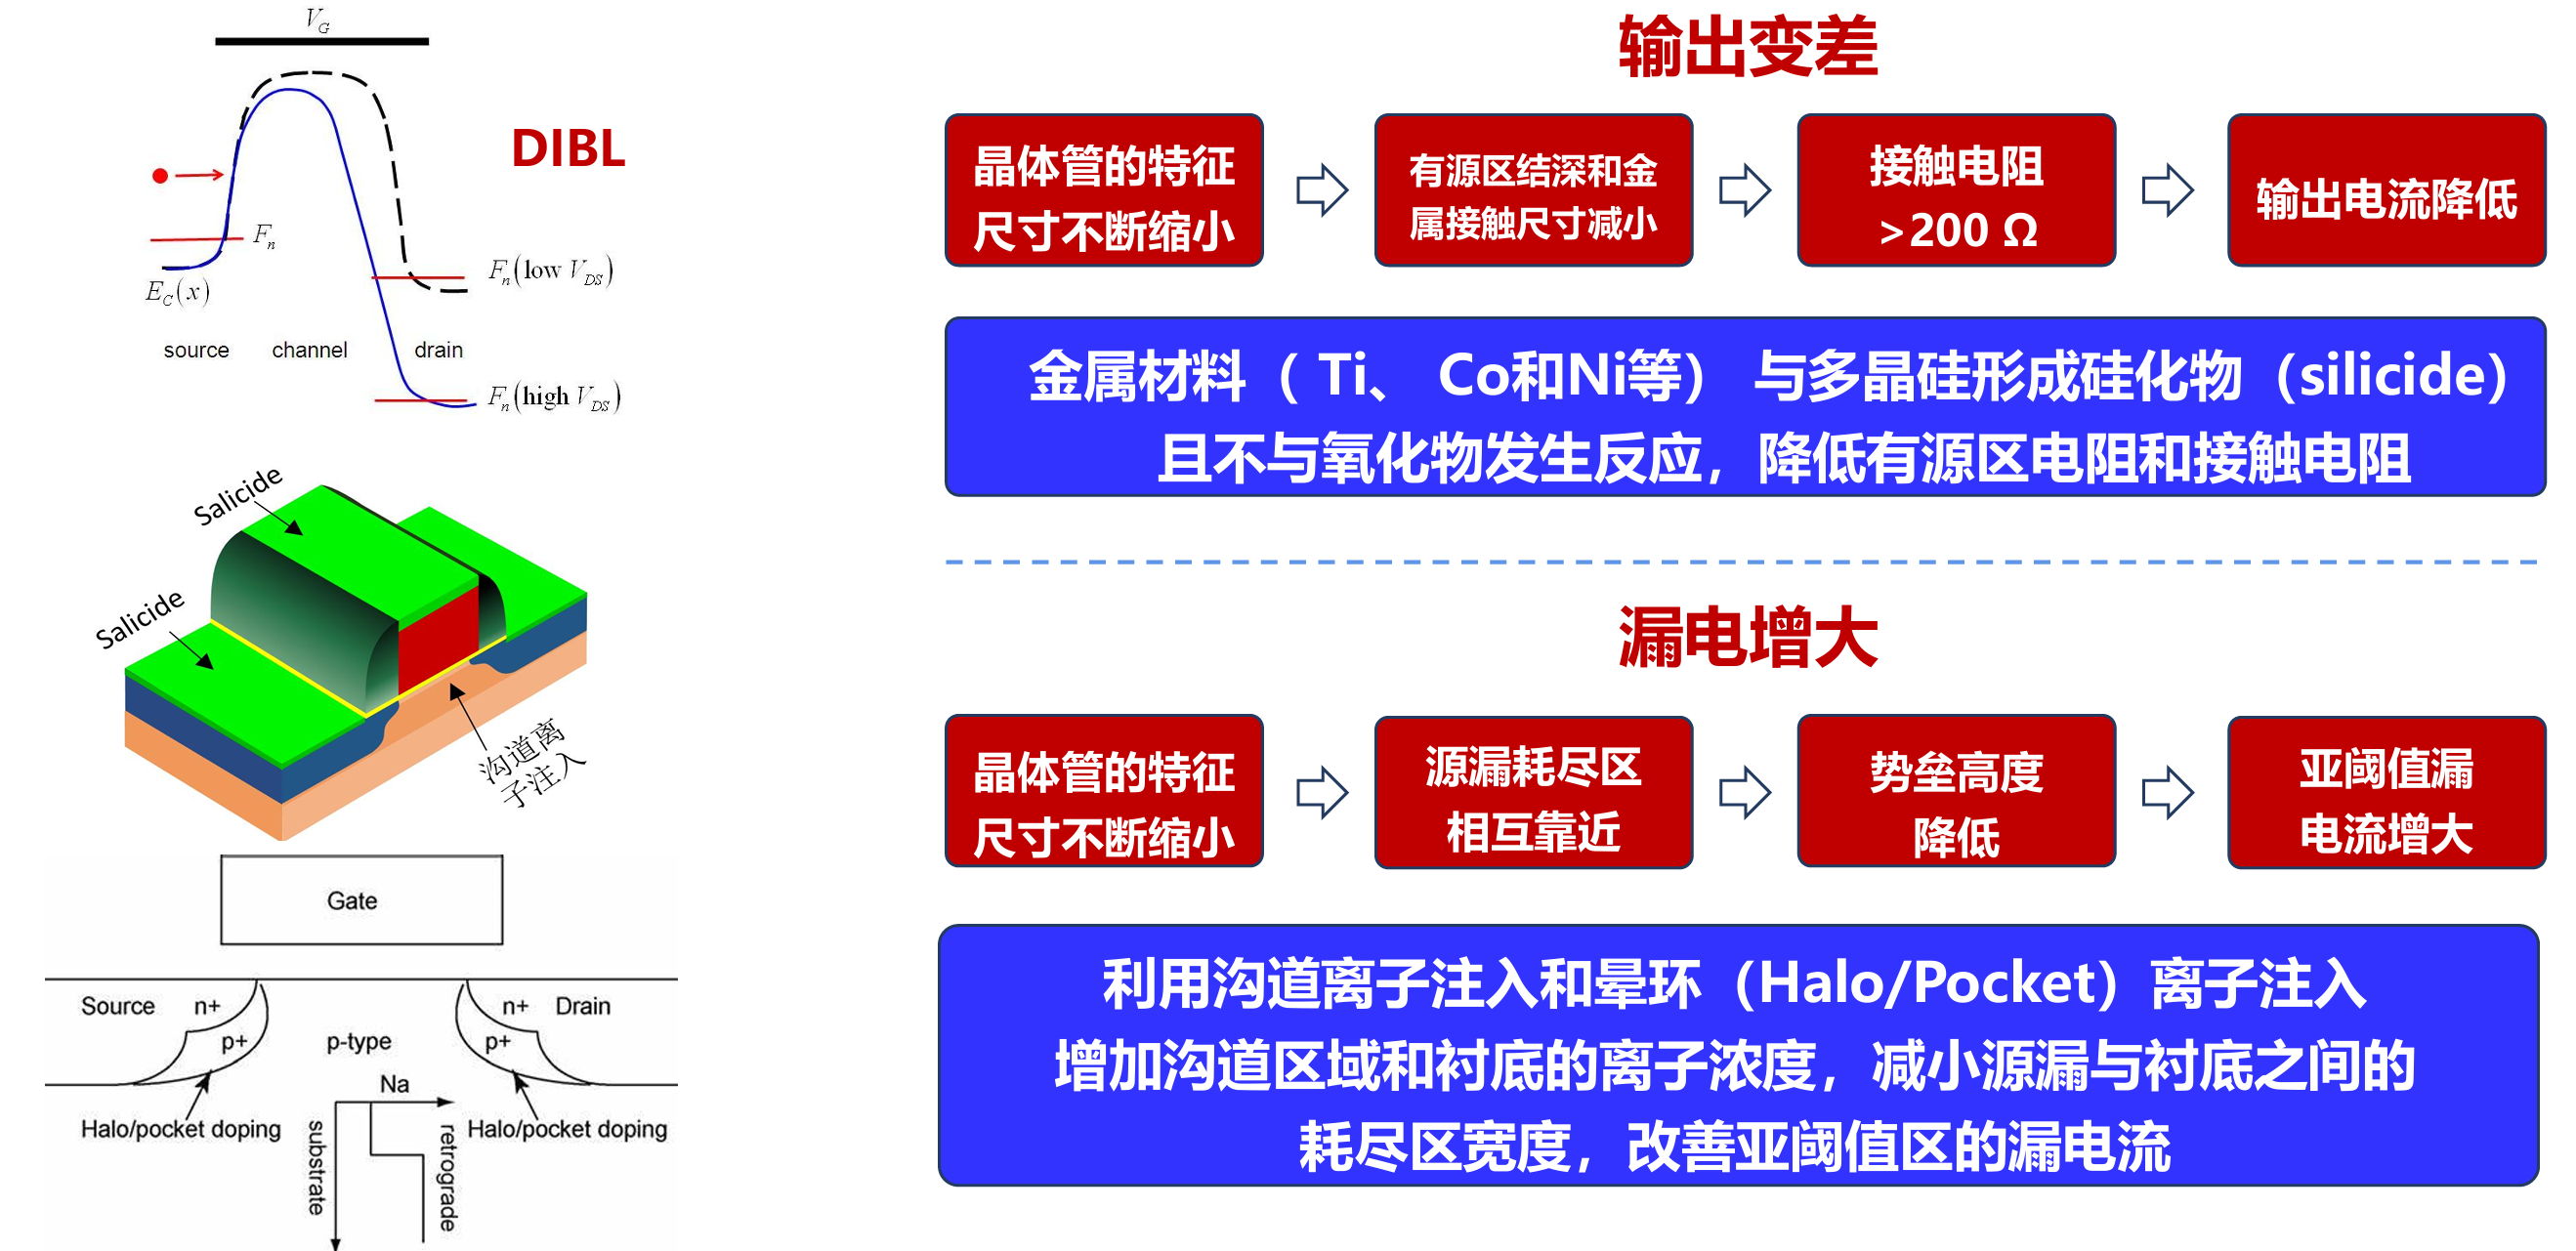 V_G
DIBL
F_n
E_C(x)
F_n(low V_DS)
source
channel
drain
F_n(high V_DS)
Salicide
Salicide
沟道离
子注入
Gate
Source
n+
n+
Drain
p+
p-type
p+
Na
Halo/pocket doping
Halo/pocket doping
substrate
retrograde
输出变差
晶体管的特征
尺寸不断缩小
有源区结深和金
属接触尺寸减小
接触电阻
>200 Ω
输出电流降低
金属材料（ Ti、 Co和Ni等） 与多晶硅形成硅化物（silicide）
且不与氧化物发生反应，降低有源区电阻和接触电阻
漏电增大
晶体管的特征
尺寸不断缩小
源漏耗尽区
相互靠近
势垒高度
降低
亚阈值漏
电流增大
利用沟道离子注入和晕环（Halo/Pocket）离子注入
增加沟道区域和衬底的离子浓度，减小源漏与衬底之间的
耗尽区宽度，改善亚阈值区的漏电流